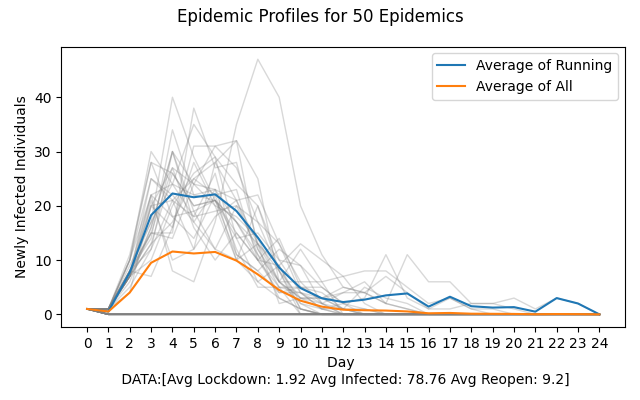 Epidemic Profiles for 50 Epidemics
Average of Running
Average of All
Newly Infected Individuals
40
30
20
10
0
0 1 2 3 4 5 6 7 8 9 10 11 12 13 14 15 16 17 18 19 20 21 22 23 24
Day
DATA:[Avg Lockdown: 1.92 Avg Infected: 78.76 Avg Reopen: 9.2]